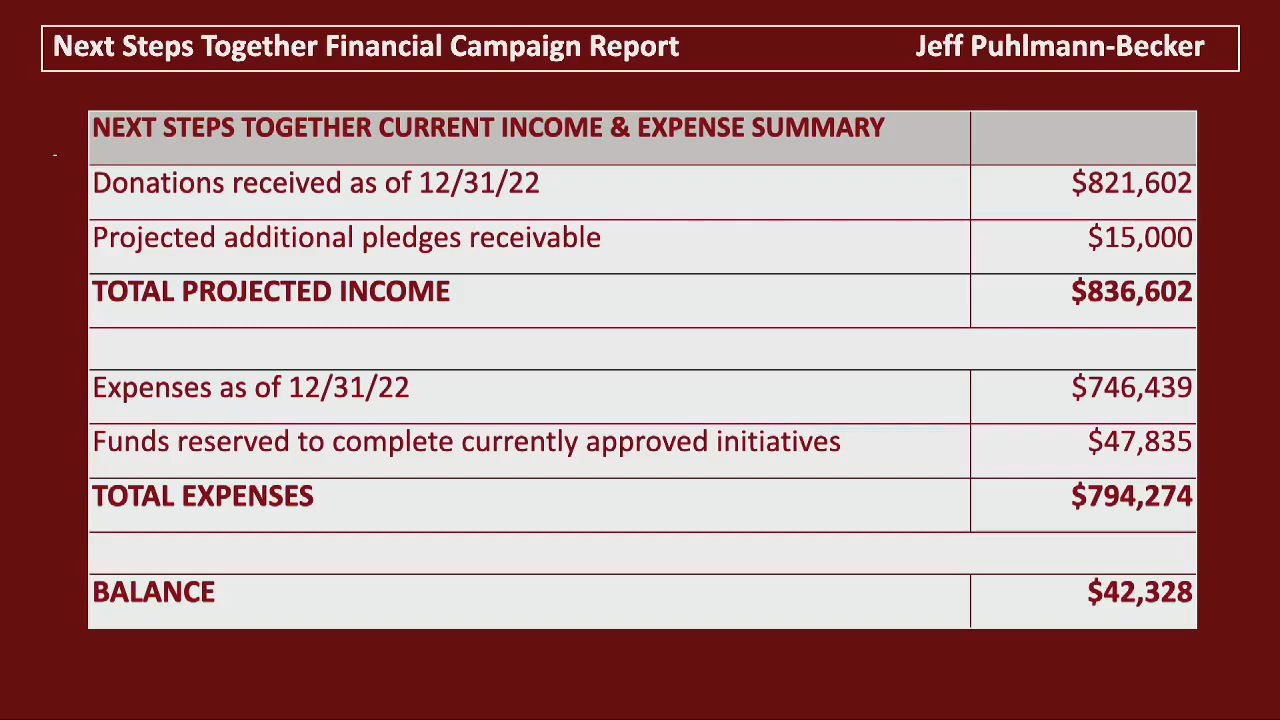 Next Steps Together Financial Campaign Report Jeff Puhlmann-Becker
NEXT STEPS TOGETHER CURRENT INCOME & EXPENSE SUMMARY
Donations received as of 12/31/22 $821,602
Projected additional pledges receivable $15,000
TOTAL PROJECTED INCOME $836,602
Expenses as of 12/31/22 $746,439
Funds reserved to complete currently approved initiatives $47,835
TOTAL EXPENSES $794,274
BALANCE $42,328